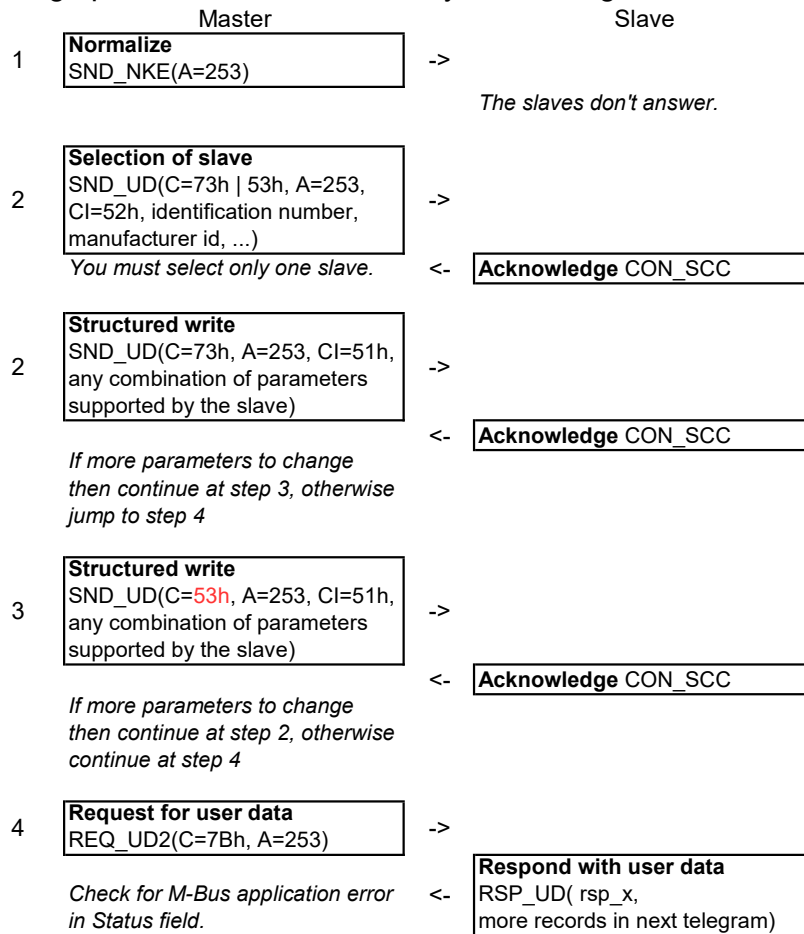 Master Slave
Normalize
1 SND_NKE(A=253) ->
The slaves don't answer.
Selection of slave
SND_UD(C=73h | 53h, A=253,
2 CI=52h, identification number, ->
manufacturer id, ...)
You must select only one slave. <- Acknowledge CON_SCC
Structured write
SND_UD(C=73h, A=253, CI=51h,
2 any combination of parameters ->
supported by the slave)
<- Acknowledge CON_SCC
If more parameters to change
then continue at step 3, otherwise
jump to step 4
Structured write
SND_UD(C=53h, A=253, CI=51h,
3 any combination of parameters ->
supported by the slave)
<- Acknowledge CON_SCC
If more parameters to change
then continue at step 2, otherwise
continue at step 4
Request for user data
4 REQ_UD2(C=7Bh, A=253) ->
Respond with user data
Check for M-Bus application error <- RSP_UD( rsp_x,
in Status field. more records in next telegram)